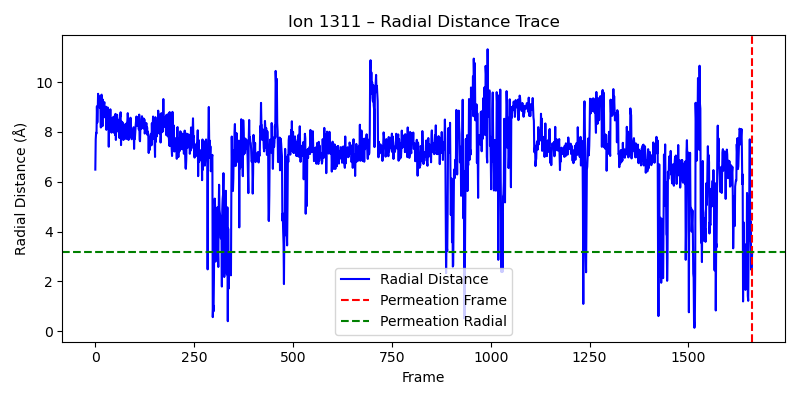 Ion 1311 – Radial Distance Trace
Radial Distance (Å)
10
8
6
4
2
0
Radial Distance
Permeation Frame
Permeation Radial
0 250 500 750 1000 1250 1500
Frame